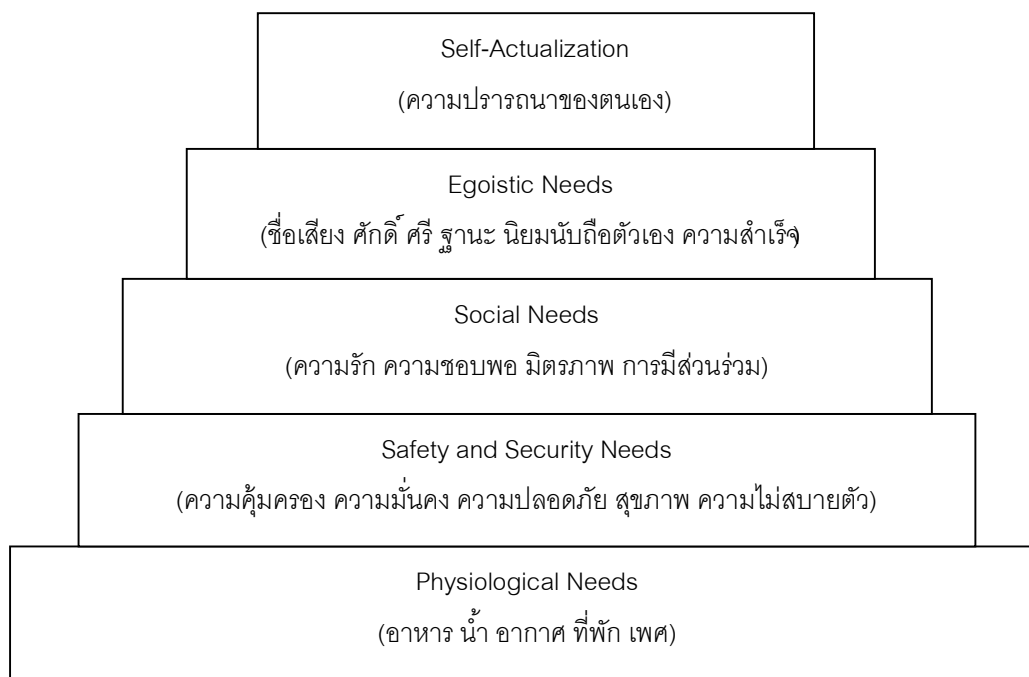 Self-Actualization
(ความปรารถนาของตนเอง)
Egoistic Needs
(ชื่อเสียง ศักดิ์ ศรี ฐานะ นิยมนับถือตัวเอง ความสำเร็จ)
Social Needs
(ความรัก ความชอบพอ มิตรภาพ การมีส่วนร่วม)
Safety and Security Needs
(ความคุ้มครอง ความมั่นคง ความปลอดภัย สุขภาพ ความไม่สบายตัว)
Physiological Needs
(อาหาร น้ำ อากาศ ที่พัก เพศ)